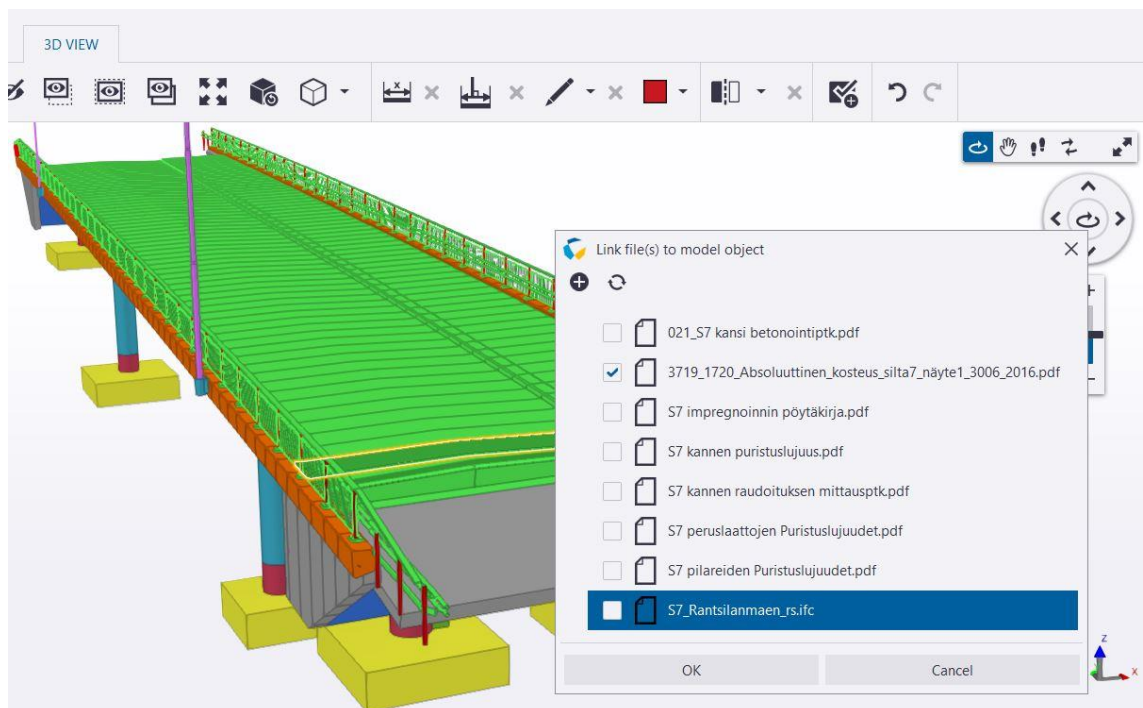 3D VIEW
Link file(s) to model object
021_S7 kansi betonointiptk.pdf
3719_1720_Absoluuttinen_kosteus_silta7_näyte1_3006_2016.pdf
S7 impregnoinnin pöytäkirja.pdf
S7 kannen puristuslujuus.pdf
S7 kannen raudoituksen mittausptk.pdf
S7 peruslaattojen Puristuslujuudet.pdf
S7 pilareiden Puristuslujuudet.pdf
S7_Rantsilanmaen_rs.ifc
OK
Cancel
z
x